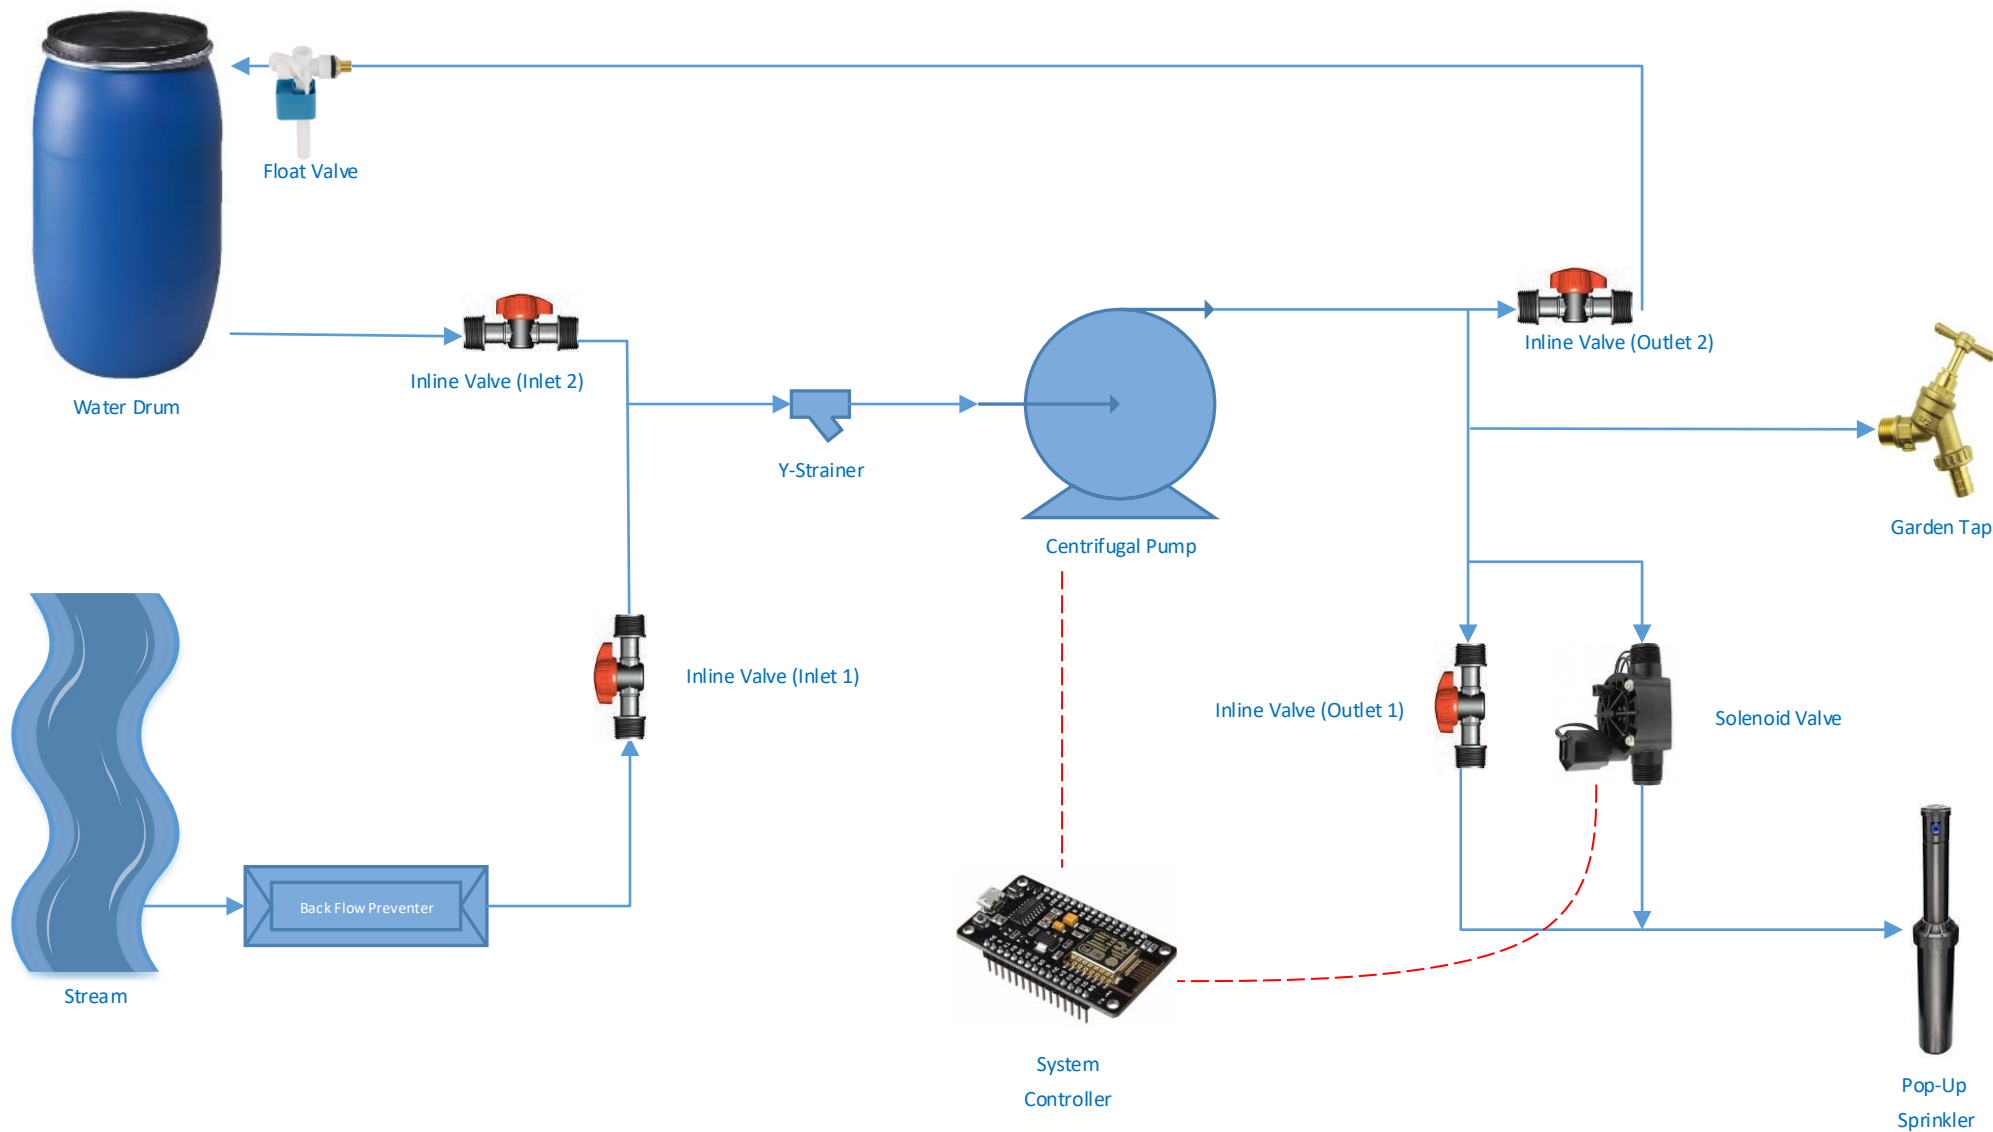 Float Valve
Inline Valve (Outlet 2)
Inline Valve (Inlet 2)
Water Drum
Y-Strainer
Garden Tap
Centrifugal Pump
Inline Valve (Inlet 1)
Inline Valve (Outlet 1)
Solenoid Valve
Back Flow Preventer
Stream
System
Controller
Pop-Up
Sprinkler